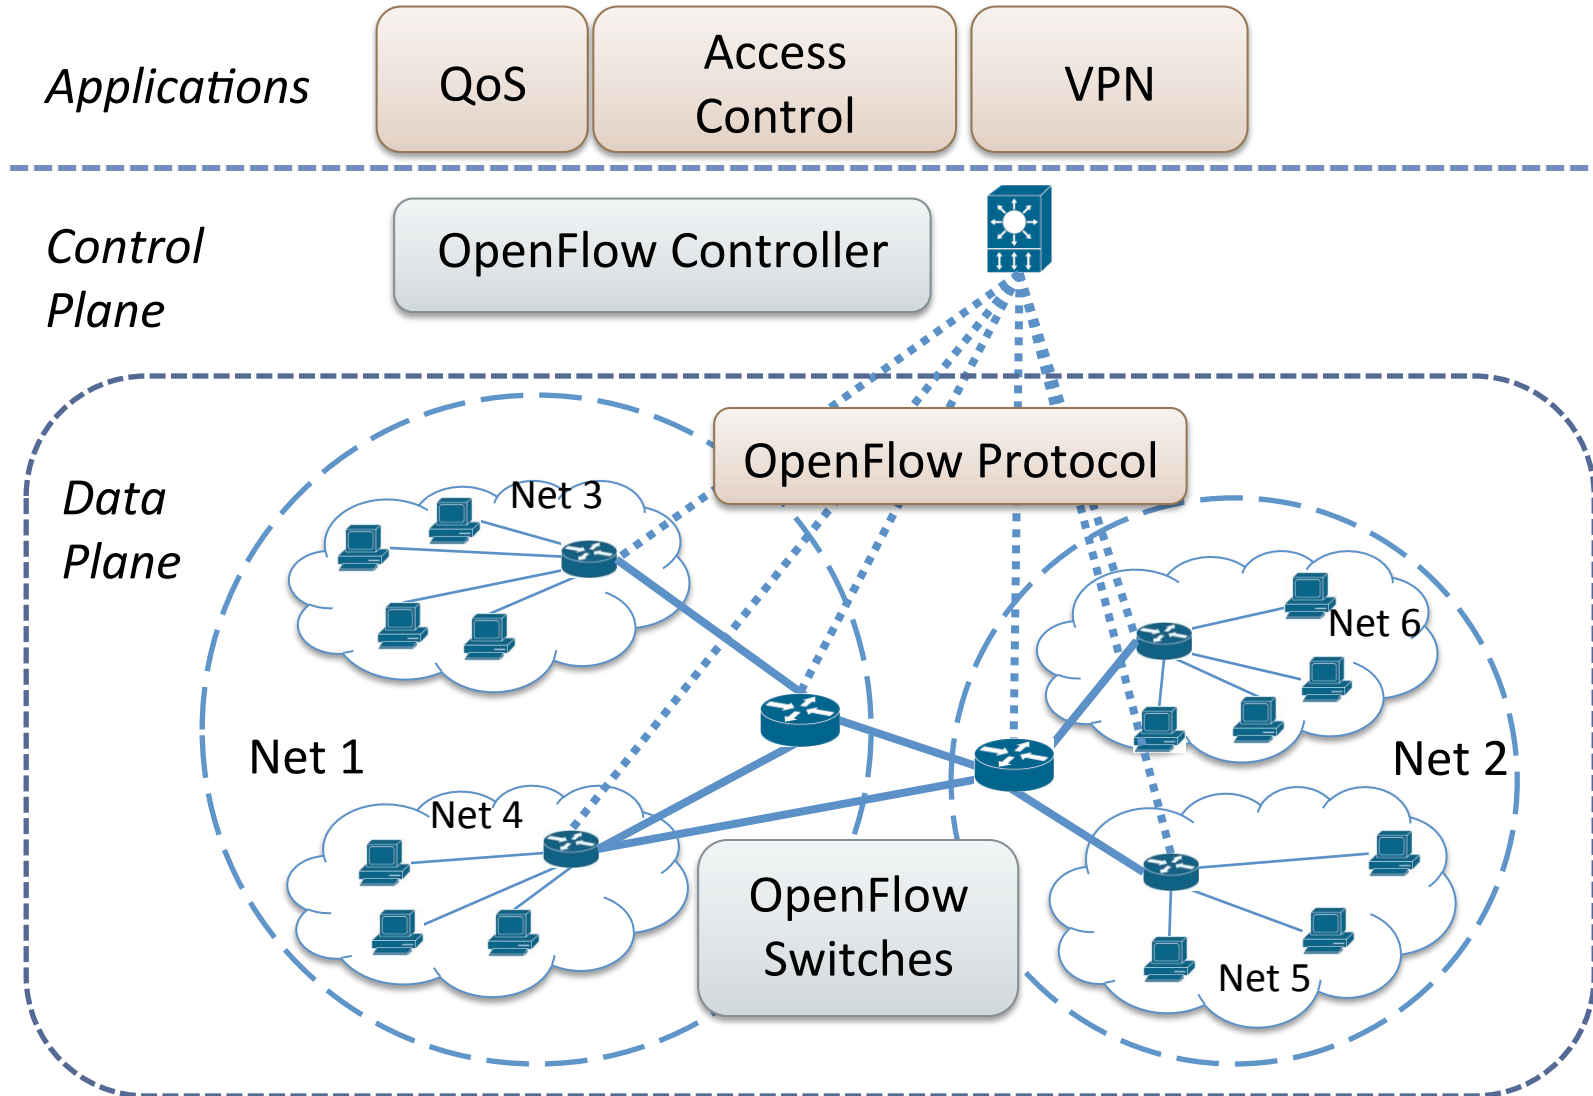 Applications
QoS
Access
Control
VPN
Control
Plane
OpenFlow Controller
OpenFlow Protocol
Data
Plane
Net 3
Net 6
Net 1
Net 2
Net 4
OpenFlow
Switches
Net 5